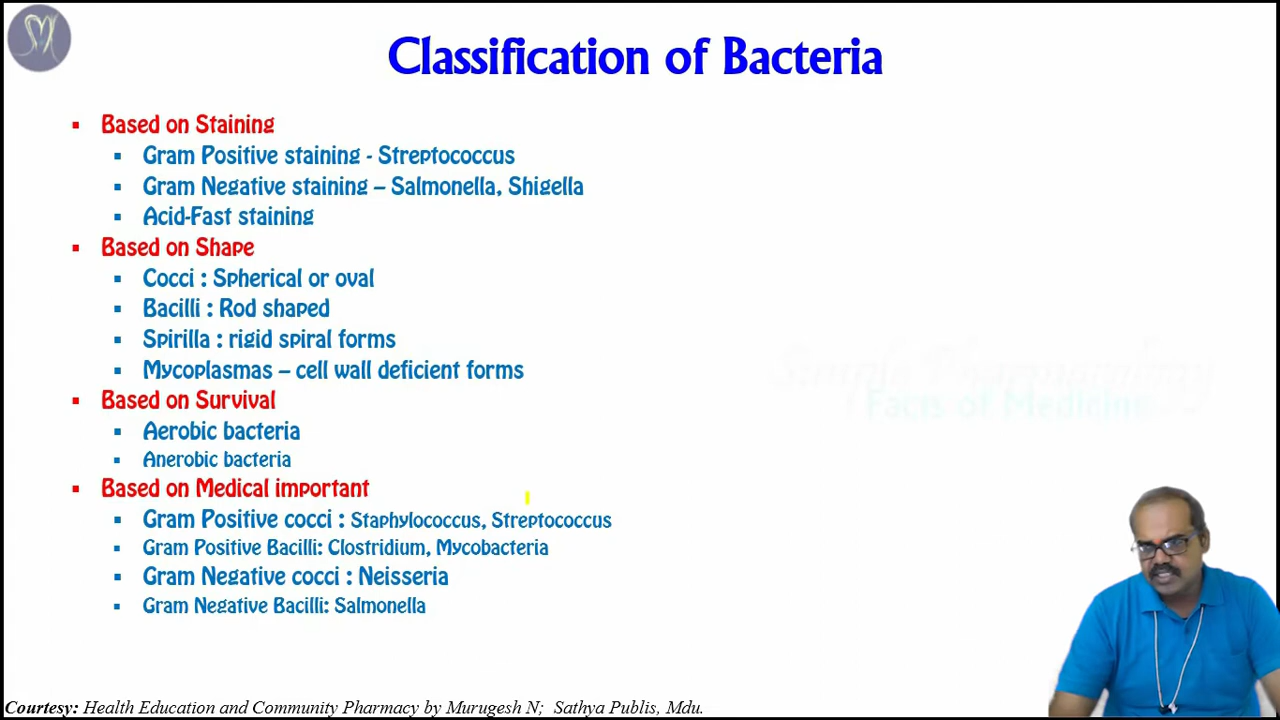 Classification of Bacteria
Based on Staining
Gram Positive staining - Streptococcus
Gram Negative staining – Salmonella, Shigella
Acid-Fast staining
Based on Shape
Cocci : Spherical or oval
Bacilli : Rod shaped
Spirilla : rigid spiral forms
Mycoplasmas – cell wall deficient forms
Based on Survival
Aerobic bacteria
Anerobic bacteria
Based on Medical important
Gram Positive cocci : Staphylococcus, Streptococcus
Gram Positive Bacilli: Clostridium, Mycobacteria
Gram Negative cocci : Neisseria
Gram Negative Bacilli: Salmonella
Facts of Medicine
Courtesy: Health Education and Community Pharmacy by Murugesh N; Sathya Publis, Mdu.